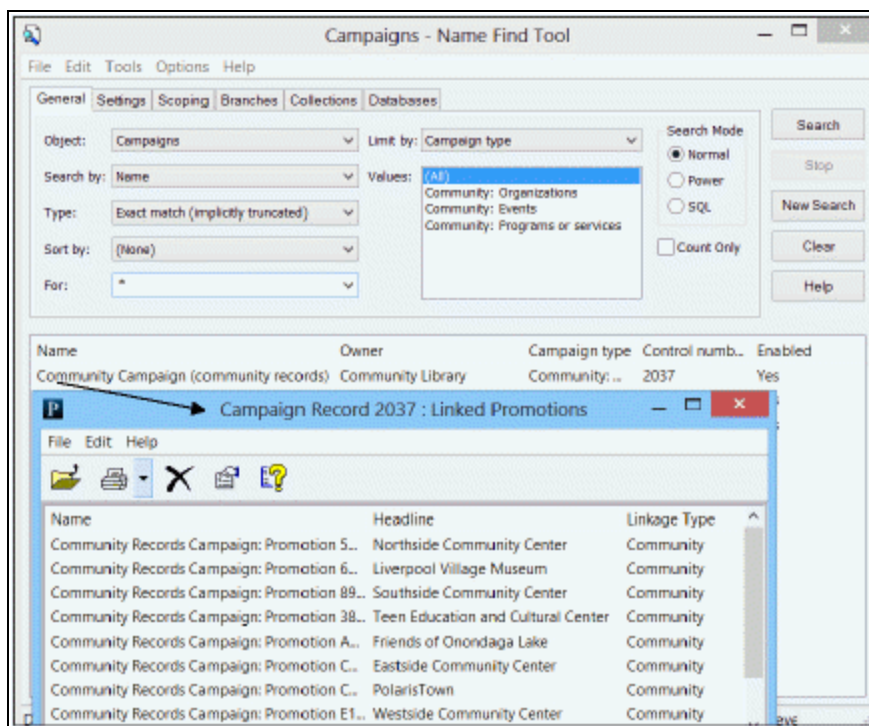 Campaigns - Name Find Tool
File Edit Tools Options Help
General Settings Scoping Branches Collections Databases
Object: Campaigns Limit by: Campaign type Search Mode Search
Search by: Name Values: (All) Normal Stop
Community: Organizations Power
Type: Exact match (implicitly truncated) Community: Events SQL New Search
Community: Programs or services
Sort by: (None) Count Only Clear
For: * Help
Name Owner Campaign type Control numb... Enabled
Community Campaign (community records) Community Library Community: ... 2037 Yes
Campaign Record 2037 : Linked Promotions
File Edit Help
Name Headline Linkage Type
Community Records Campaign: Promotion 5... Northside Community Center Community
Community Records Campaign: Promotion 6... Liverpool Village Museum Community
Community Records Campaign: Promotion 89... Southside Community Center Community
Community Records Campaign: Promotion 38... Teen Education and Cultural Center Community
Community Records Campaign: Promotion A... Friends of Onondaga Lake Community
Community Records Campaign: Promotion C... Eastside Community Center Community
Community Records Campaign: Promotion C... PolarisTown Community
Community Records Campaign: Promotion E1... Westside Community Center Community